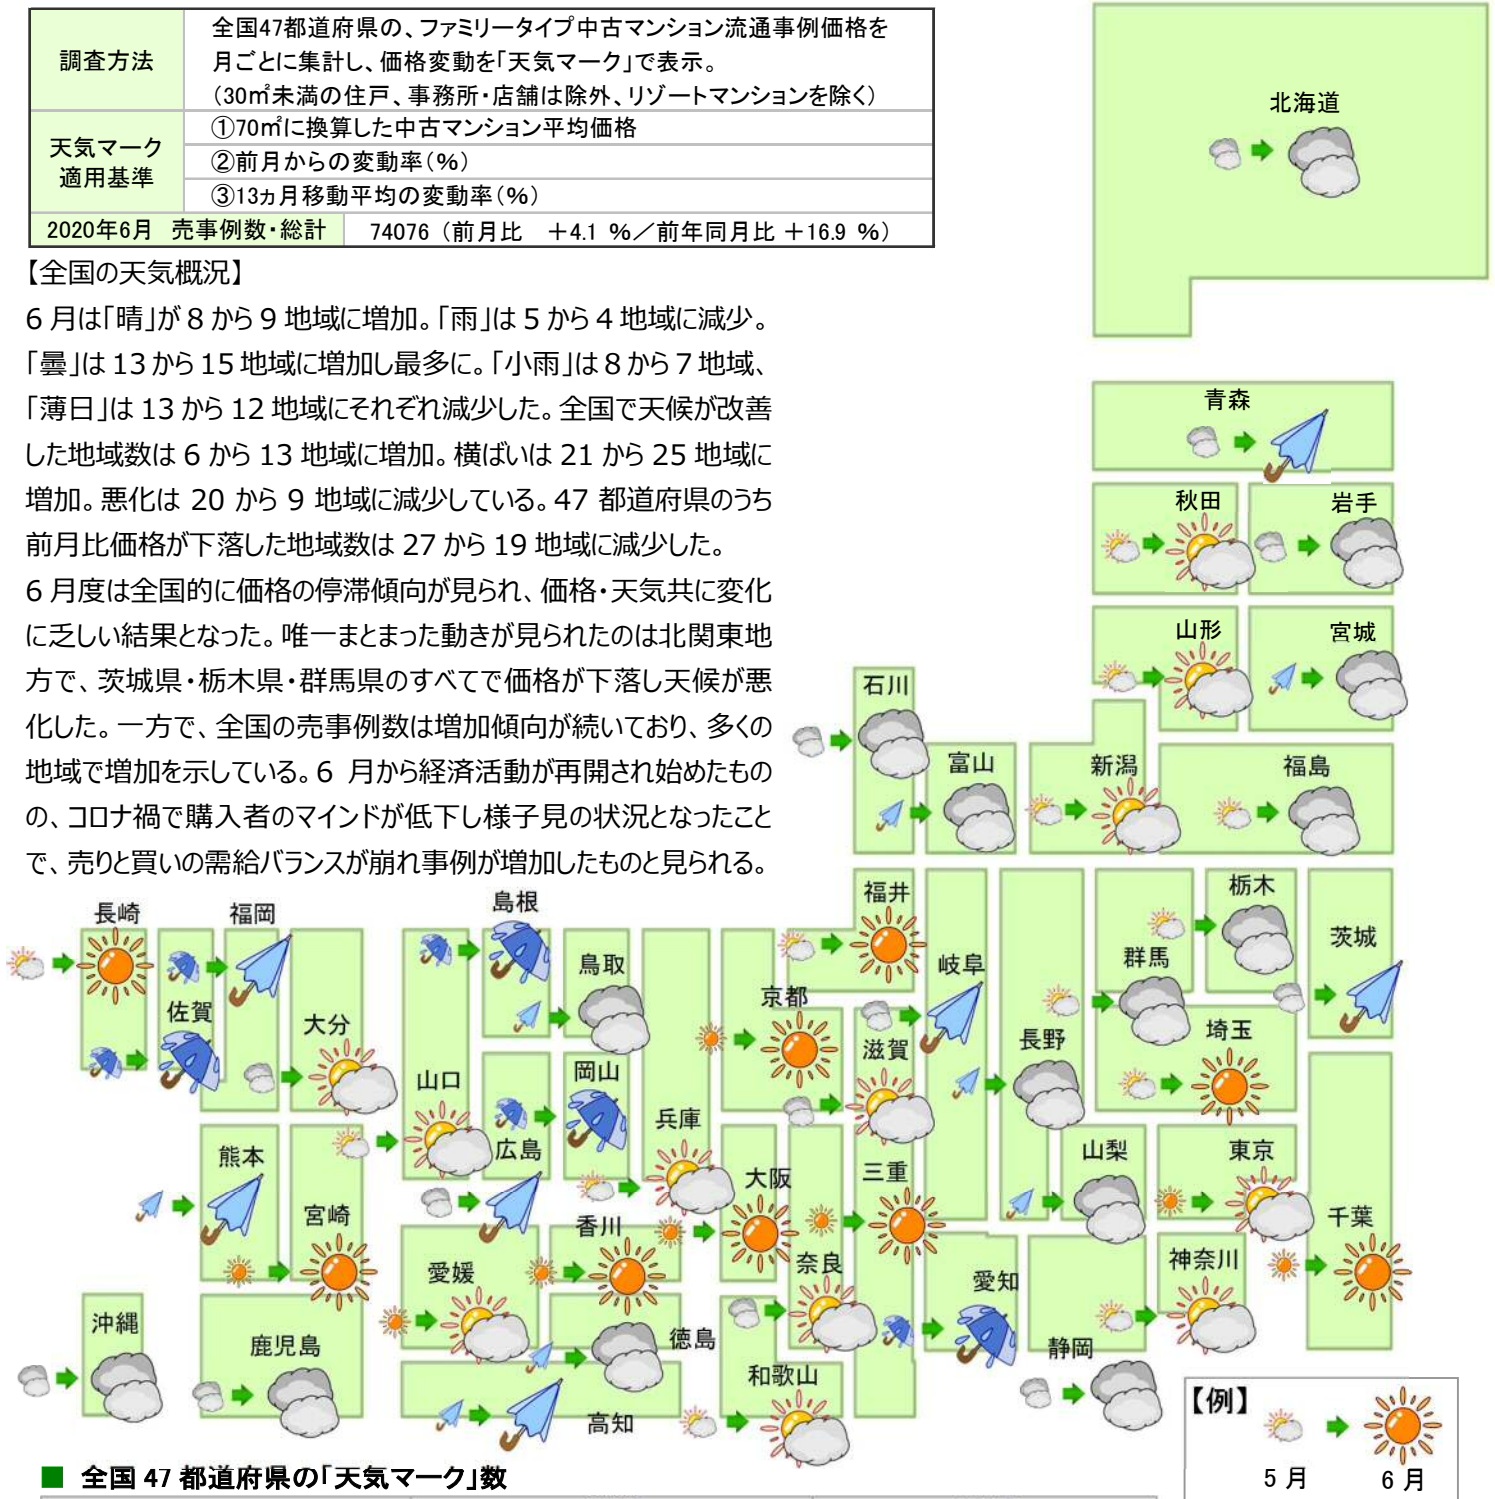 調査方法
全国47都道府県の、ファミリータイプ中古マンション流通事例価格を
月ごとに集計し、価格変動を「天気マーク」で表示。
（30㎡未満の住戸、事務所・店舗は除外、リゾートマンションを除く）
天気マーク
適用基準
①70㎡に換算した中古マンション平均価格
②前月からの変動率（%）
③13ヵ月移動平均の変動率（%）
2020年6月　売事例数・総計　74076（前月比　＋4.1 %／前年同月比 ＋16.9 %）
【全国の天気概況】
6 月は「晴」が 8 から 9 地域に増加。「雨」は 5 から 4 地域に減少。
「曇」は 13 から 15 地域に増加し最多に。「小雨」は 8 から 7 地域、
「薄日」は 13 から 12 地域にそれぞれ減少した。全国で天候が改善
した地域数は 6 から 13 地域に増加。横ばいは 21 から 25 地域に
増加。悪化は 20 から 9 地域に減少している。47 都道府県のうち
前月比価格が下落した地域数は 27 から 19 地域に減少した。
6 月度は全国的に価格の停滞傾向が見られ、価格・天気共に変化
に乏しい結果となった。唯一まとまった動きが見られたのは北関東地
方で、茨城県・栃木県・群馬県のすべてで価格が下落し天候が悪
化した。一方で、全国の売事例数は増加傾向が続いており、多くの
地域で増加を示している。6 月から経済活動が再開され始めたもの
の、コロナ禍で購入者のマインドが低下し様子見の状況となったこと
で、売りと買いの需給バランスが崩れ事例が増加したものと見られる。
北海道
青森
秋田
岩手
山形
宮城
石川
富山
新潟
福島
福井
栃木
茨城
群馬
岐阜
長崎
福岡
島根
鳥取
京都
佐賀
大分
滋賀
長野
埼玉
山口
岡山
兵庫
広島
熊本
大阪
三重
山梨
東京
宮崎
香川
千葉
愛媛
奈良
愛知
神奈川
沖縄
鹿児島
徳島
静岡
和歌山
高知
【例】
5 月
6 月
■ 全国 47 都道府県の「天気マーク」数